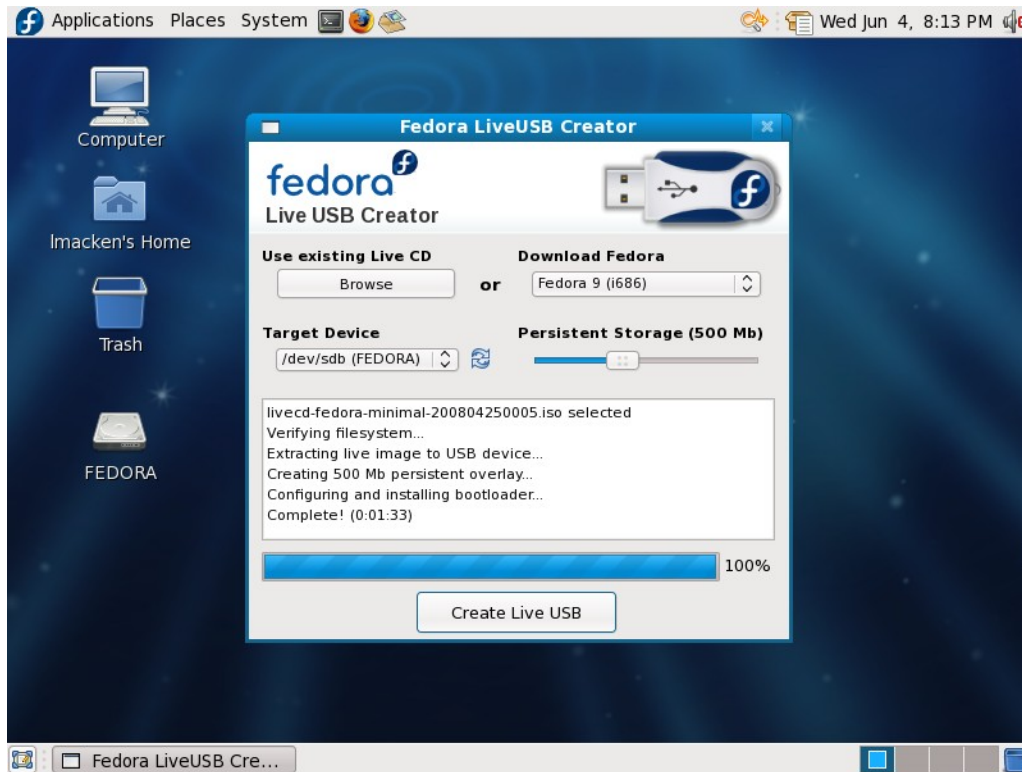 Applications Places System Wed Jun 4, 8:13 PM
Computer
lmacken's Home
Trash
FEDORA
Fedora LiveUSB Creator
fedora
Live USB Creator
Use existing Live CD
Browse
or
Download Fedora
Fedora 9 (i686)
Target Device
/dev/sdb (FEDORA)
Persistent Storage (500 Mb)
livecd-fedora-minimal-200804250005.iso selected
Verifying filesystem...
Extracting live image to USB device...
Creating 500 Mb persistent overlay...
Configuring and installing bootloader...
Complete! (0:01:33)
100%
Create Live USB
Fedora LiveUSB Cre...